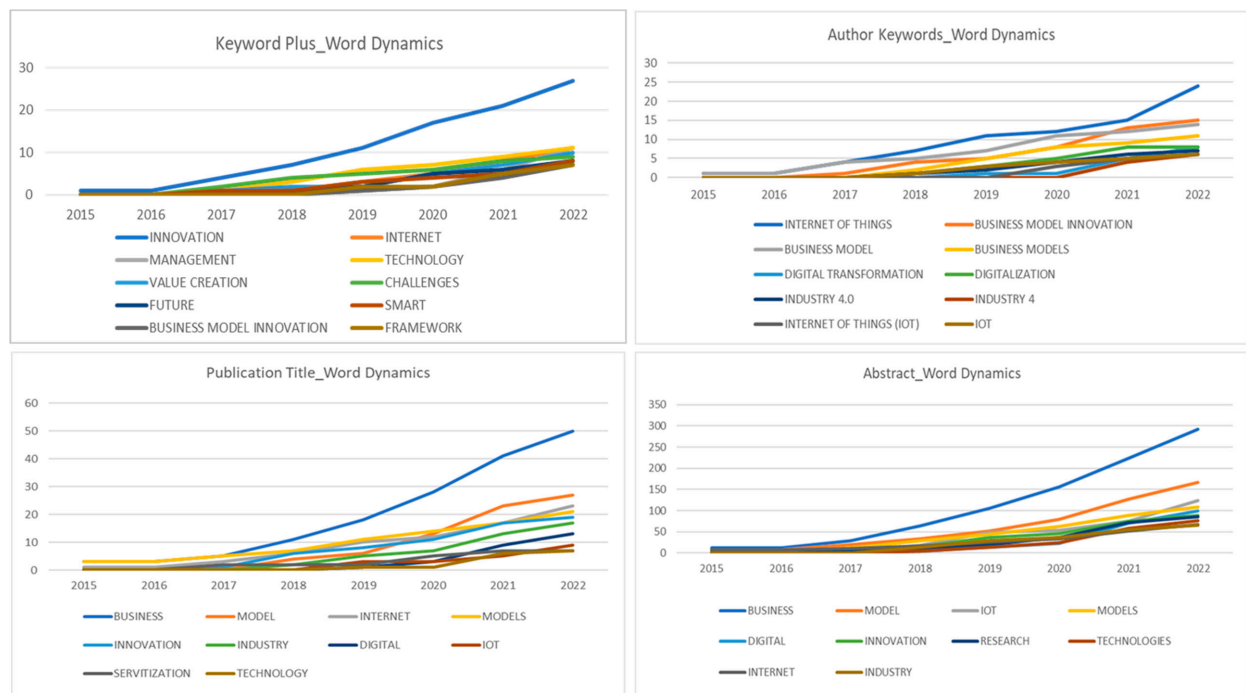 Keyword Plus_Word Dynamics
30
20
10
0
2015 2016 2017 2018 2019 2020 2021 2022
INNOVATION INTERNET
MANAGEMENT TECHNOLOGY
VALUE CREATION CHALLENGES
FUTURE SMART
BUSINESS MODEL INNOVATION FRAMEWORK
Author Keywords_Word Dynamics
30
25
20
15
10
5
0
2015 2016 2017 2018 2019 2020 2021 2022
INTERNET OF THINGS BUSINESS MODEL INNOVATION
BUSINESS MODEL BUSINESS MODELS
DIGITAL TRANSFORMATION DIGITALIZATION
INDUSTRY 4.0 INDUSTRY 4
INTERNET OF THINGS (IOT) IOT
Publication Title_Word Dynamics
60
50
40
30
20
10
0
2015 2016 2017 2018 2019 2020 2021 2022
BUSINESS MODEL INTERNET MODELS
INNOVATION INDUSTRY DIGITAL IOT
SERVITIZATION TECHNOLOGY
Abstract_Word Dynamics
350
300
250
200
150
100
50
0
2015 2016 2017 2018 2019 2020 2021 2022
BUSINESS MODEL IOT MODELS
DIGITAL INNOVATION RESEARCH TECHNOLOGIES
INTERNET INDUSTRY